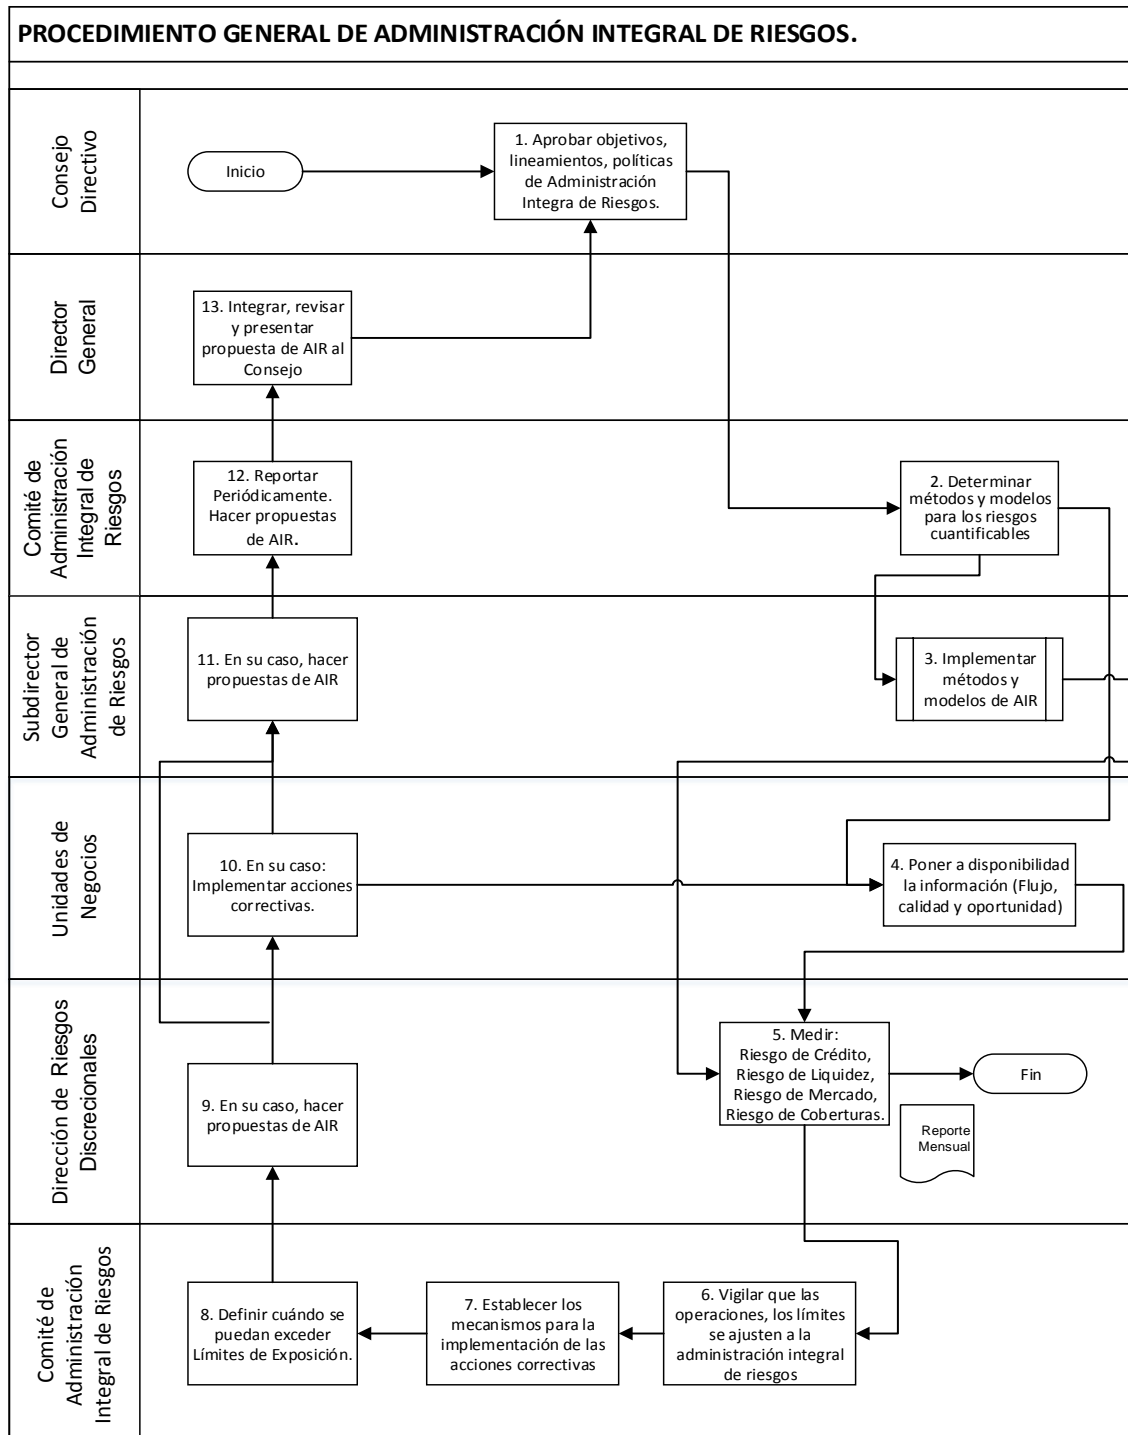 PROCEDIMIENTO GENERAL DE ADMINISTRACIÓN INTEGRAL DE RIESGOS.
Consejo
Directivo
Inicio
1. Aprobar objetivos,
lineamientos, políticas
de Administración
Integra de Riesgos.
Director
General
13. Integrar, revisar
y presentar
propuesta de AIR al
Consejo
Comité de
Administración
Integral de
Riesgos
12. Reportar
Periódicamente.
Hacer propuestas
de AIR.
2. Determinar
métodos y modelos
para los riesgos
cuantificables
Subdirector
General de
Administración
de Riesgos
11. En su caso, hacer
propuestas de AIR
3. Implementar
métodos y
modelos de AIR
Unidades de
Negocios
10. En su caso:
Implementar acciones
correctivas.
4. Poner a disponibilidad
la información (Flujo,
calidad y oportunidad)
Dirección de Riesgos
Discrecionales
9. En su caso, hacer
propuestas de AIR
5. Medir:
Riesgo de Crédito,
Riesgo de Liquidez,
Riesgo de Mercado,
Riesgo de Coberturas.
Fin
Reporte
Mensual
Comité de
Administración
Integral de Riesgos
8. Definir cuándo se
puedan exceder
Límites de Exposición.
7. Establecer los
mecanismos para la
implementación de las
acciones correctivas
6. Vigilar que las
operaciones, los límites
se ajusten a la
administración integral
de riesgos